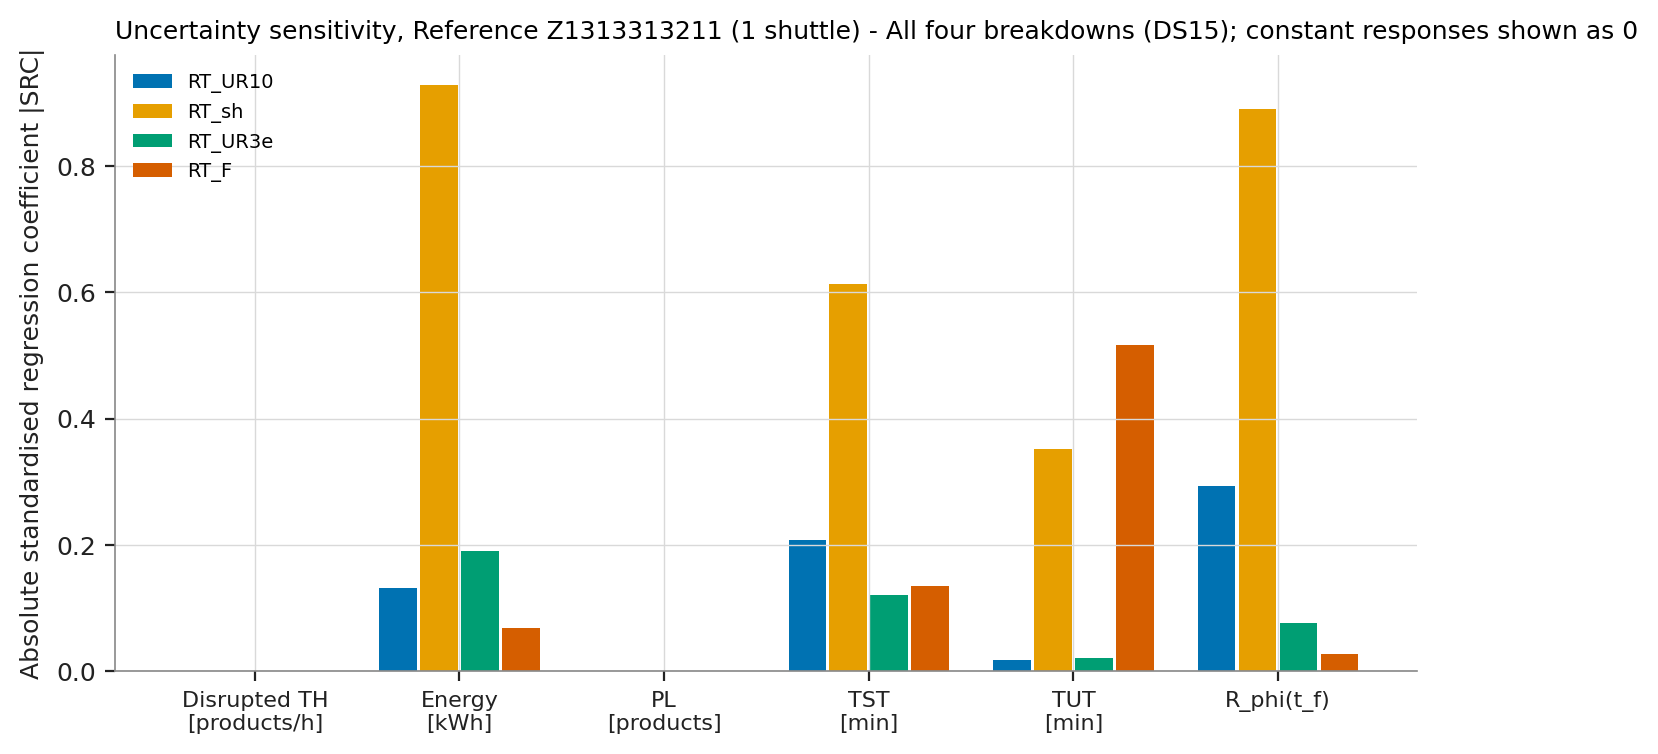 Uncertainty sensitivity, Reference Z1313313211 (1 shuttle) - All four breakdowns (DS15); constant responses shown as 0
Absolute standardised regression coefficient |SRC|
RT_UR10
RT_sh
RT_UR3e
RT_F
0.8
0.6
0.4
0.2
0.0
Disrupted TH
[products/h]
Energy
[kWh]
PL
[products]
TST
[min]
TUT
[min]
R_phi(t_f)